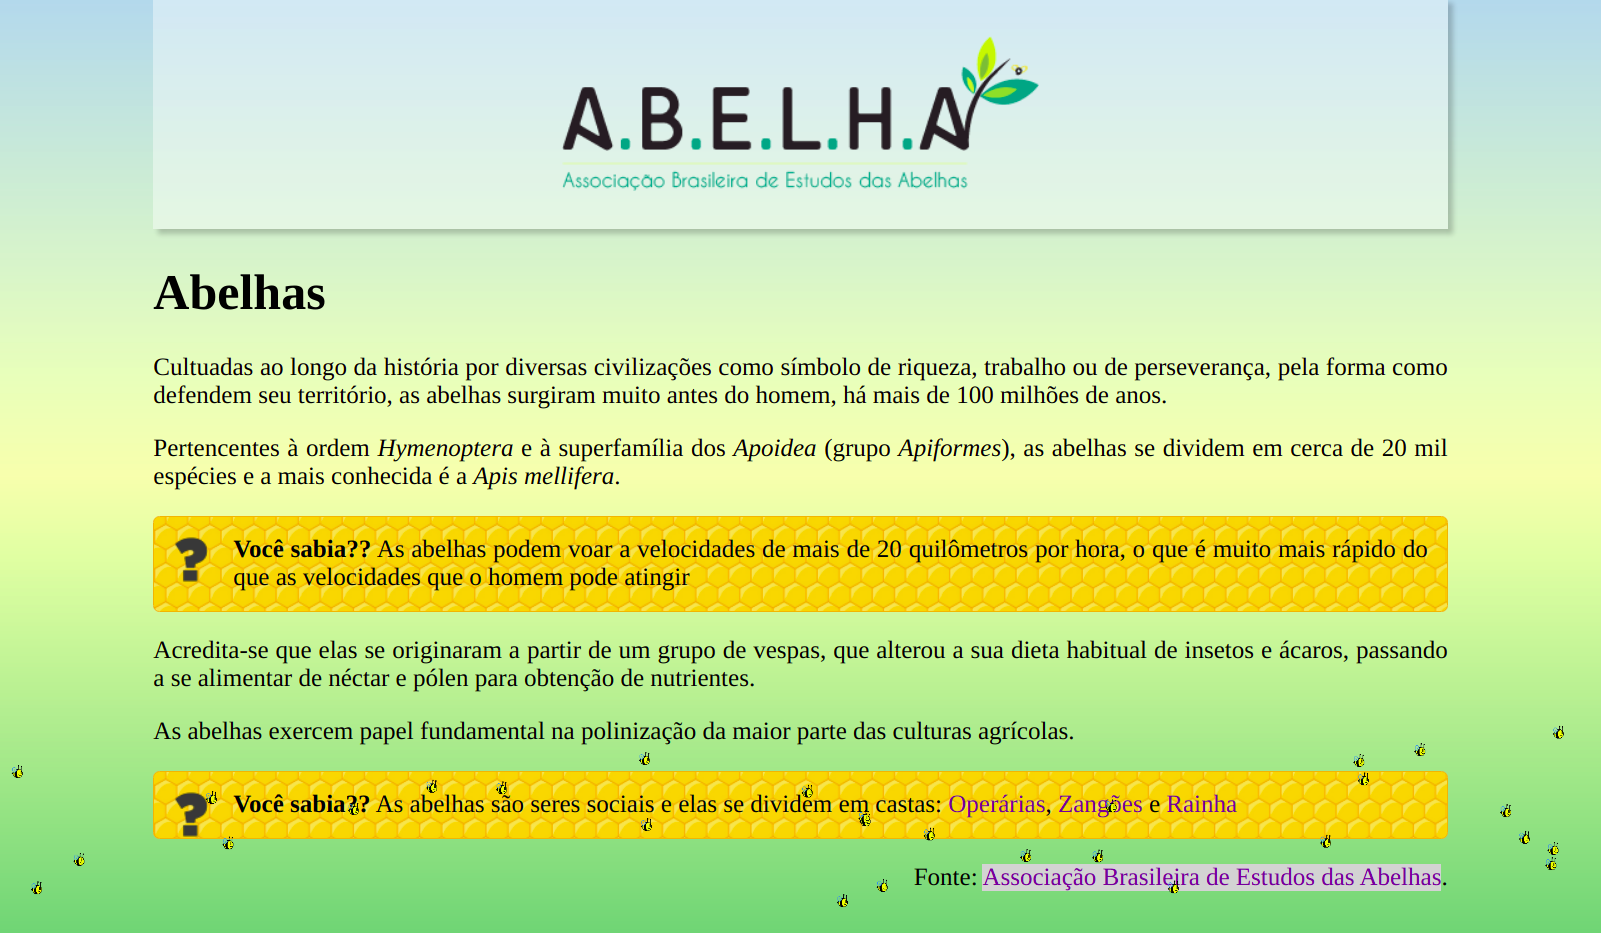 A.B.E.L.H.A
Associação Brasileira de Estudos das Abelhas
Abelhas
Cultuadas ao longo da história por diversas civilizações como símbolo de riqueza, trabalho ou de perseverança, pela forma como
defendem seu território, as abelhas surgiram muito antes do homem, há mais de 100 milhões de anos.
Pertencentes à ordem Hymenoptera e à superfamília dos Apoidea (grupo Apiformes), as abelhas se dividem em cerca de 20 mil
espécies e a mais conhecida é a Apis mellifera.
? Você sabia?? As abelhas podem voar a velocidades de mais de 20 quilômetros por hora, o que é muito mais rápido do
que as velocidades que o homem pode atingir
Acredita-se que elas se originaram a partir de um grupo de vespas, que alterou a sua dieta habitual de insetos e ácaros, passando
a se alimentar de néctar e pólen para obtenção de nutrientes.
As abelhas exercem papel fundamental na polinização da maior parte das culturas agrícolas.
? Você sabia?? As abelhas são seres sociais e elas se dividem em castas: Operárias, Zangões e Rainha
Fonte: Associação Brasileira de Estudos das Abelhas.